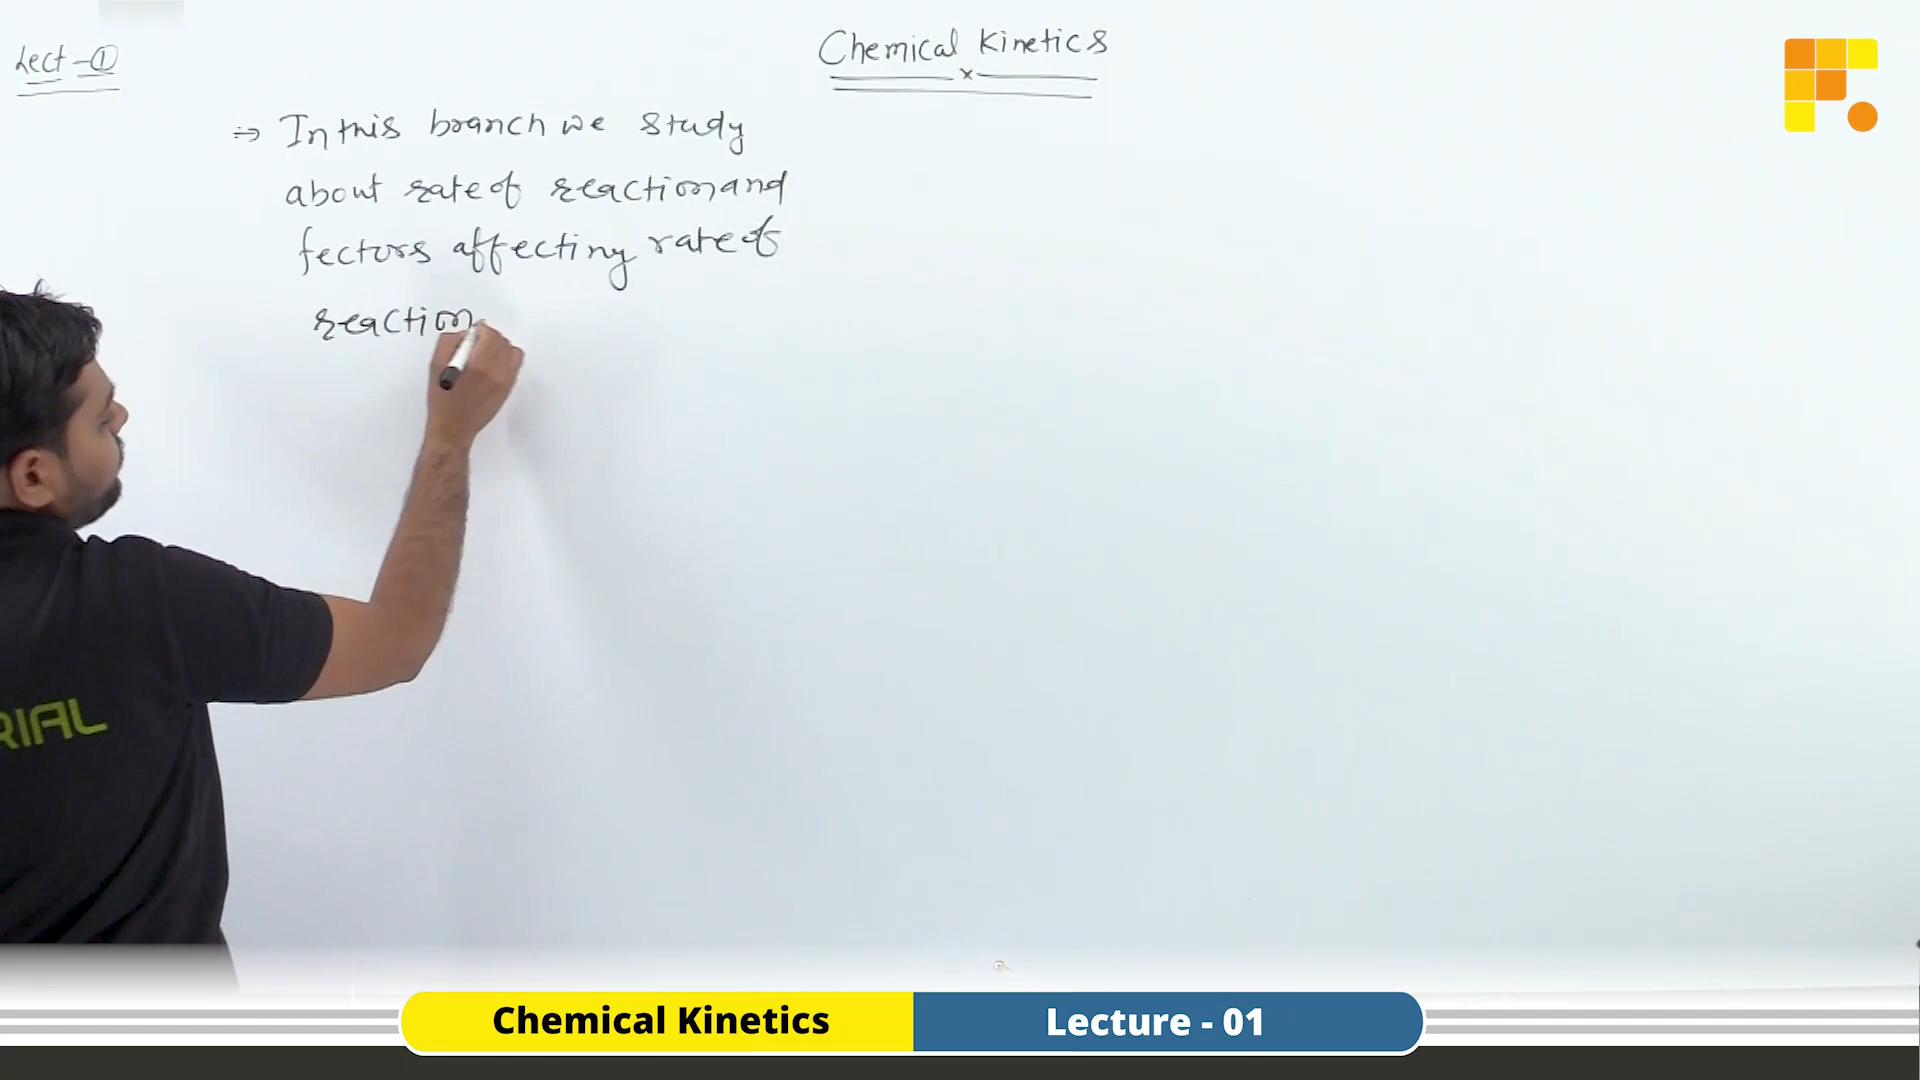 Lect-①
Chemical Kinetics
x
⇒ In this branch we study
about rate of reaction and
fectors affecting rate of
reaction
RIAL
Chemical Kinetics
Lecture - 01